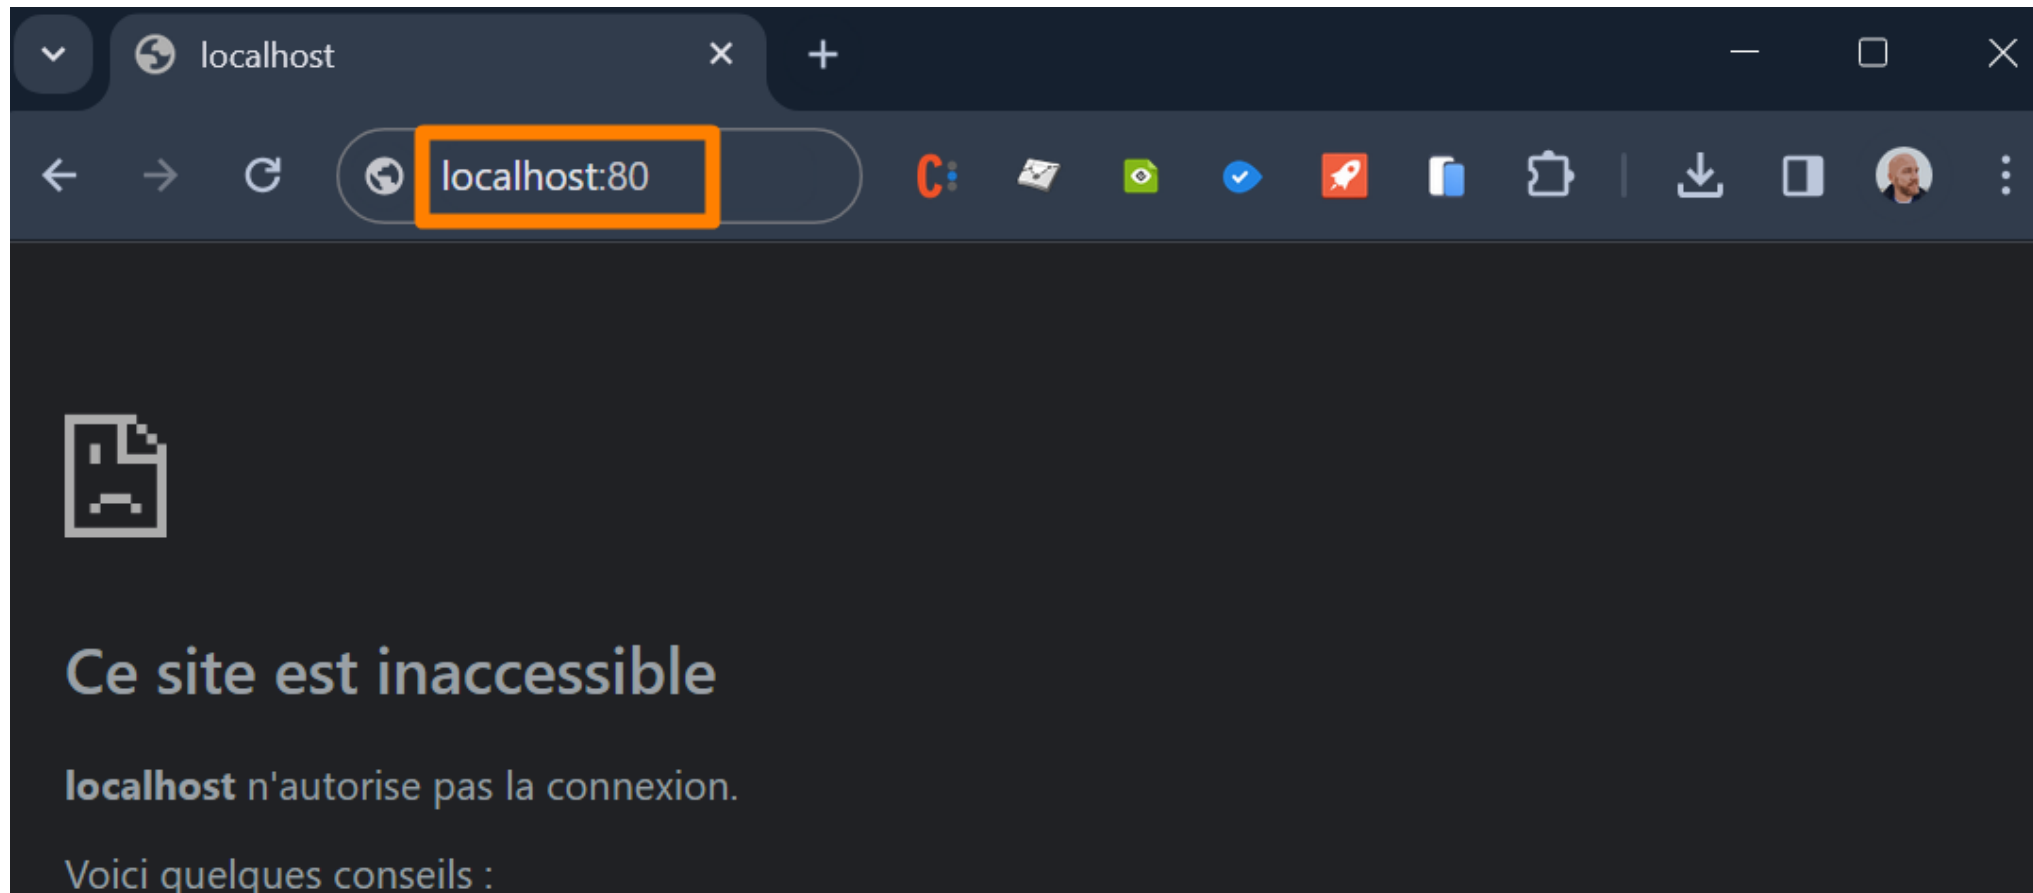 localhost
localhost:80
Ce site est inaccessible
localhost n'autorise pas la connexion.
Voici quelques conseils :